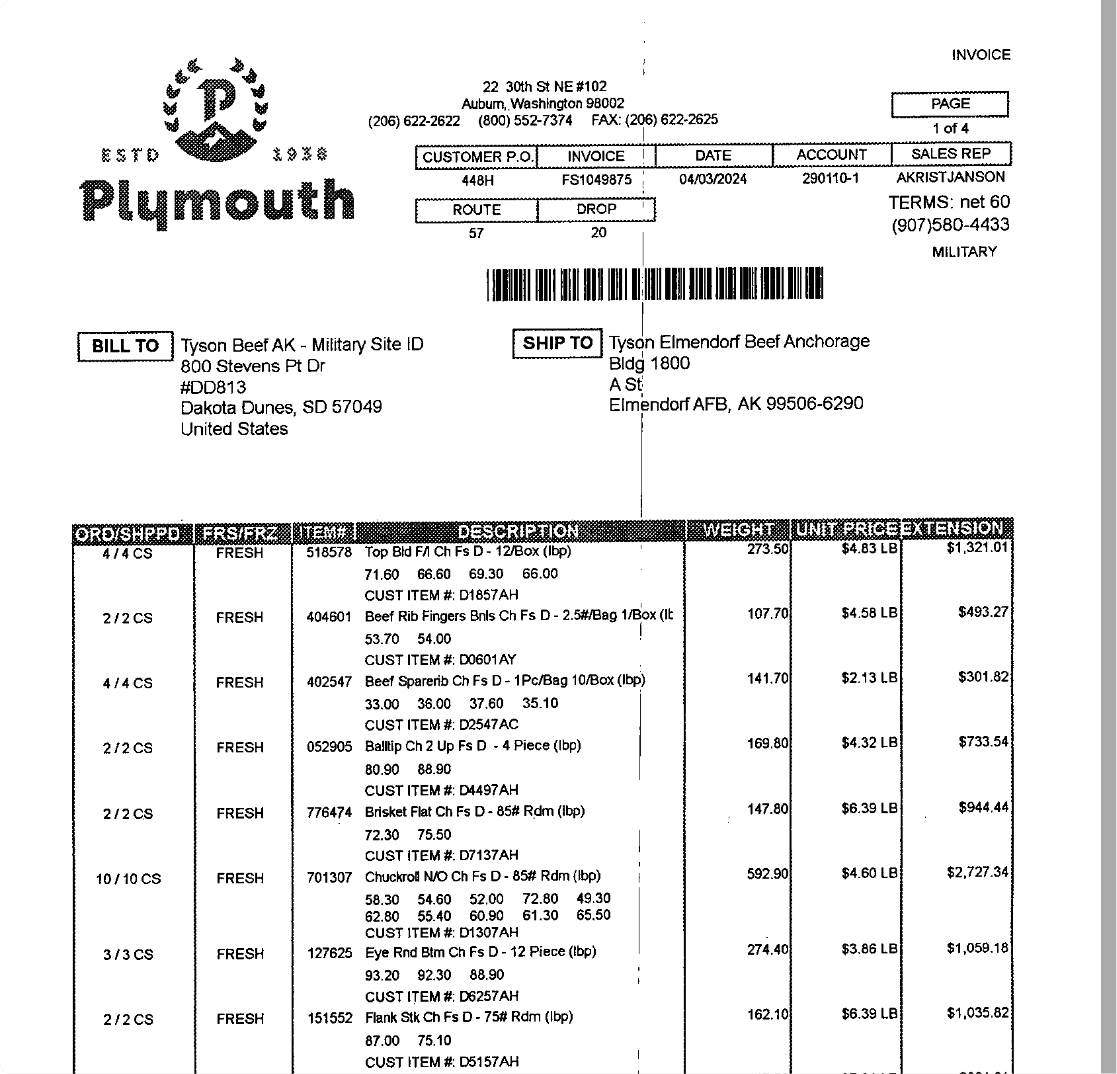 INVOICE
22 30th St NE #102
Auburn, Washington 98002
(206) 622-2622 (800) 552-7374 FAX: (206) 622-2625
PAGE
1 of 4
P
ESTD 1938
Plymouth
CUSTOMER P.O. INVOICE DATE ACCOUNT SALES REP
448H FS1049875 04/03/2024 290110-1 AKRISTJANSON
ROUTE DROP
57 20
TERMS: net 60
(907)580-4433
MILITARY
BILL TO
Tyson Beef AK - Military Site ID
800 Stevens Pt Dr
#DD813
Dakota Dunes, SD 57049
United States
SHIP TO
Tyson Elmendorf Beef Anchorage
Bldg 1800
A St
Elmendorf AFB, AK 99506-6290
ORD/SHPPD FRS/FRZ ITEM# DESCRIPTION WEIGHT UNIT PRICE EXTENSION
4 / 4 CS FRESH 518578 Top Bld F/I Ch Fs D - 12/Box (lbp) 273.50 $4.83 LB $1,321.01
71.60 66.60 69.30 66.00
CUST ITEM #: D1857AH
2 / 2 CS FRESH 404601 Beef Rib Fingers Bnls Ch Fs D - 2.5#/Bag 1/Box (lb 107.70 $4.58 LB $493.27
53.70 54.00
CUST ITEM #: D0601AY
4 / 4 CS FRESH 402547 Beef Sparerib Ch Fs D - 1Pc/Bag 10/Box (lbp) 141.70 $2.13 LB $301.82
33.00 36.00 37.60 35.10
CUST ITEM #: D2547AC
2 / 2 CS FRESH 052905 Balltip Ch 2 Up Fs D - 4 Piece (lbp) 169.80 $4.32 LB $733.54
80.90 88.90
CUST ITEM #: D4497AH
2 / 2 CS FRESH 776474 Brisket Flat Ch Fs D - 85# Rdm (lbp) 147.80 $6.39 LB $944.44
72.30 75.50
CUST ITEM #: D7137AH
10 / 10 CS FRESH 701307 Chuckroll N/O Ch Fs D - 85# Rdm (lbp) 592.90 $4.60 LB $2,727.34
58.30 54.60 52.00 72.80 49.30
62.80 55.40 60.90 61.30 65.50
CUST ITEM #: D1307AH
3 / 3 CS FRESH 127625 Eye Rnd Btm Ch Fs D - 12 Piece (lbp) 274.40 $3.86 LB $1,059.18
93.20 92.30 88.90
CUST ITEM #: D6257AH
2 / 2 CS FRESH 151552 Flank Stk Ch Fs D - 75# Rdm (lbp) 162.10 $6.39 LB $1,035.82
87.00 75.10
CUST ITEM #: D5157AH